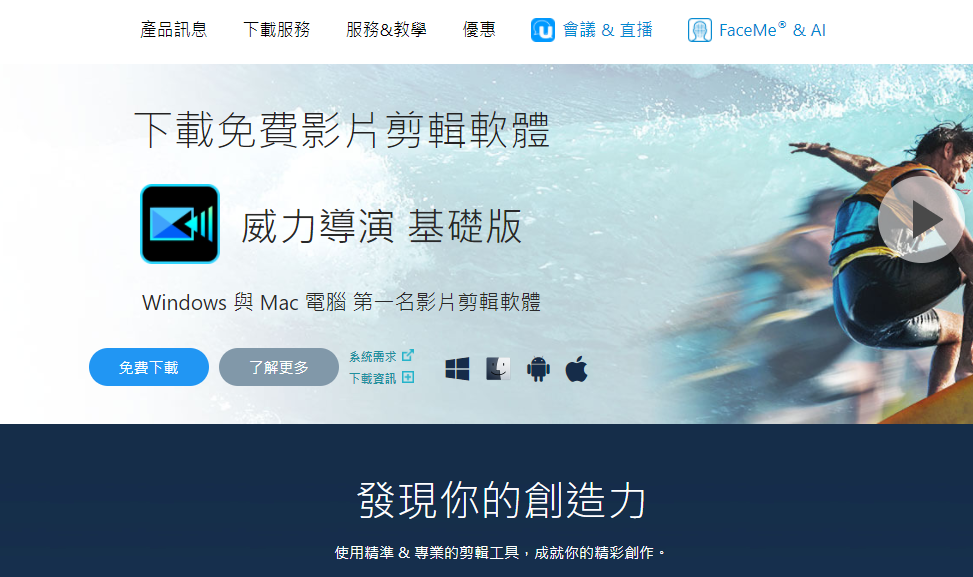 產品訊息 下載服務 服務&教學 優惠 會議 & 直播 FaceMe® & AI
下載免費影片剪輯軟體
威力導演 基礎版
Windows 與 Mac 電腦 第一名影片剪輯軟體
免費下載 了解更多 系統需求
下載資訊
發現你的創造力
使用精準 & 專業的剪輯工具，成就你的精彩創作。